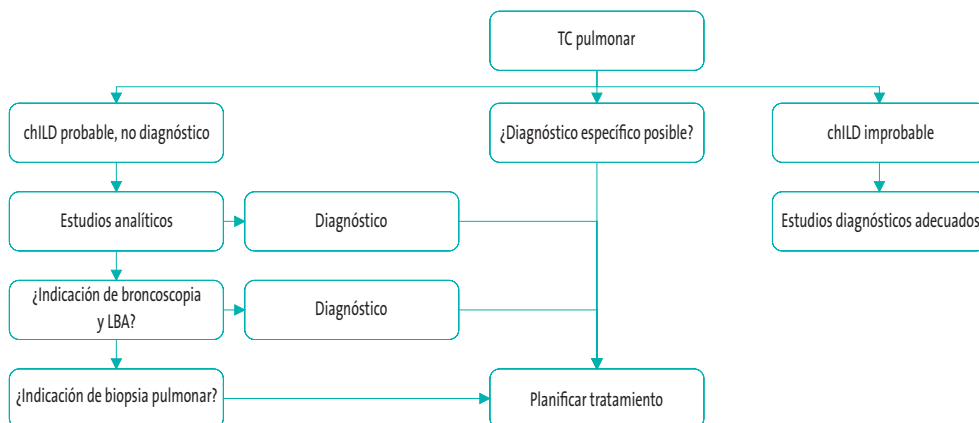 TC pulmonar
chILD probable, no diagnóstico
¿Diagnóstico específico posible?
chILD improbable
Estudios analíticos
Diagnóstico
Estudios diagnósticos adecuados
¿Indicación de broncoscopia
y LBA?
Diagnóstico
¿Indicación de biopsia pulmonar?
Planificar tratamiento